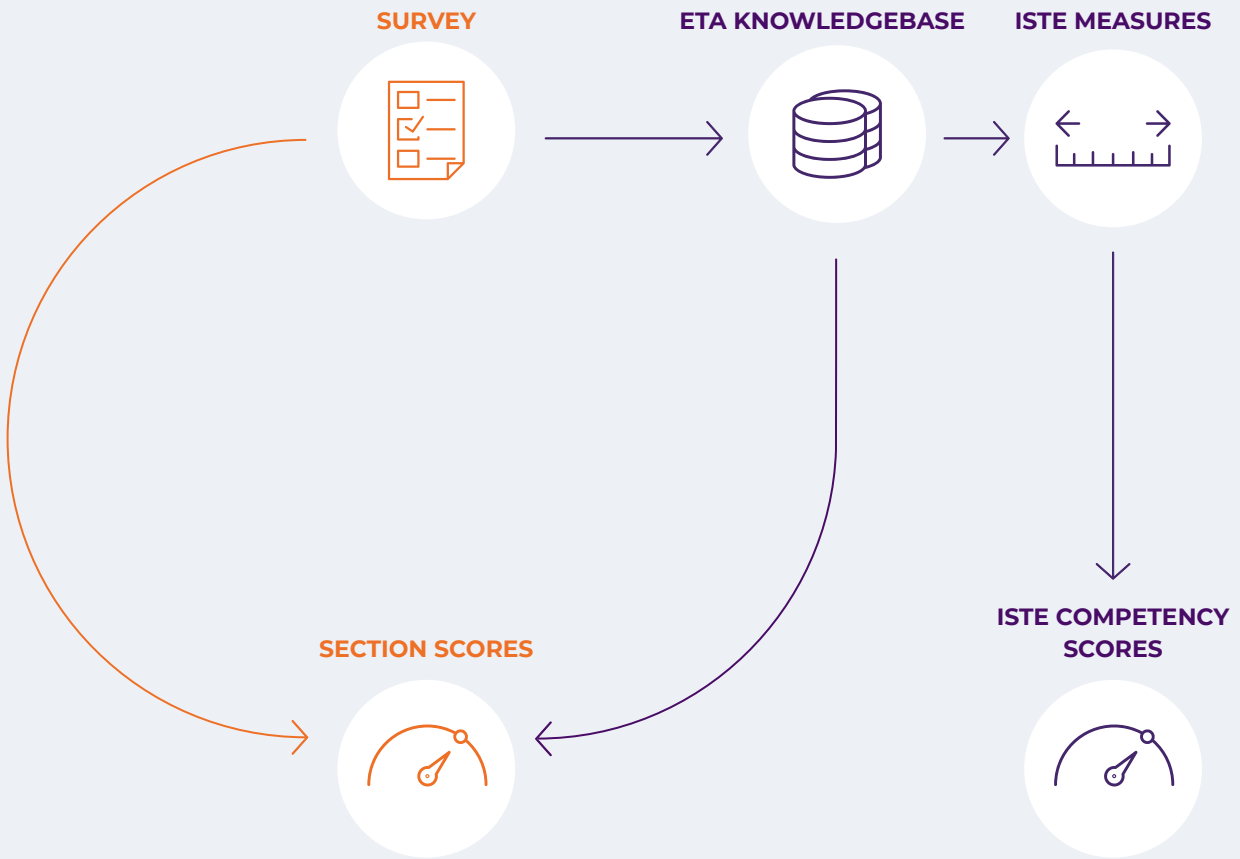 SURVEY
ETA KNOWLEDGEBASE
ISTE MEASURES
SECTION SCORES
ISTE COMPETENCY
SCORES